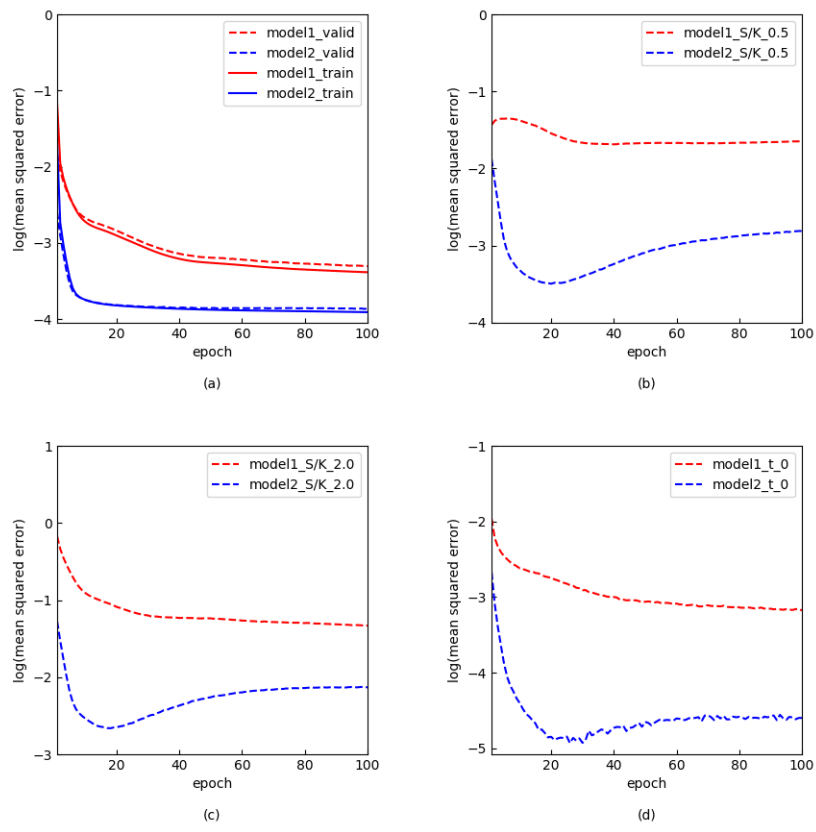 0
−1
−2
−3
−4
log(mean squared error)
model1_valid
model2_valid
model1_train
model2_train
20
40
60
80
100
epoch
(a)
0
−1
−2
−3
−4
log(mean squared error)
model1_S/K_0.5
model2_S/K_0.5
20
40
60
80
100
epoch
(b)
1
0
−1
−2
−3
log(mean squared error)
model1_S/K_2.0
model2_S/K_2.0
20
40
60
80
100
epoch
(c)
−1
−2
−3
−4
−5
log(mean squared error)
model1_t_0
model2_t_0
20
40
60
80
100
epoch
(d)